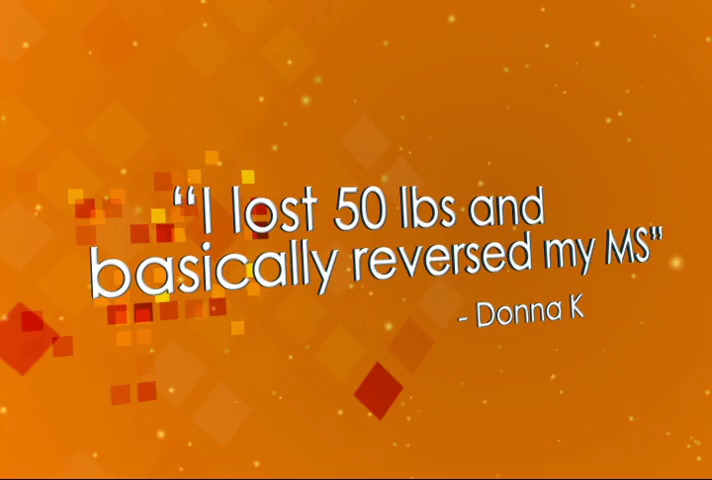 “I lost 50 lbs and
basically reversed my MS”
- Donna K